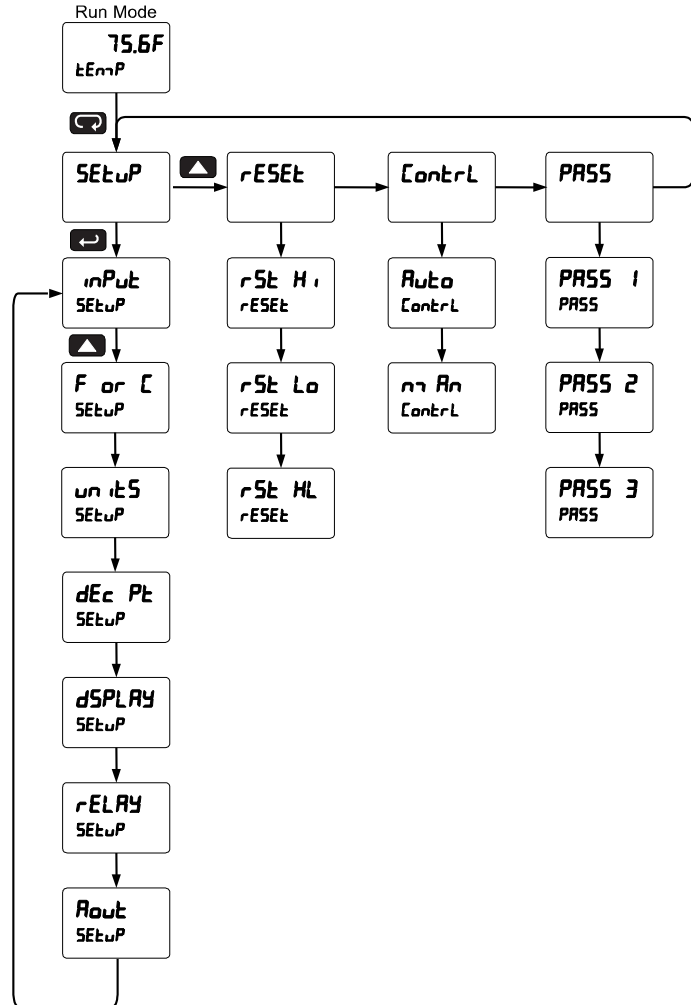 Run Mode
75.6F
tEmP
SEtuP
rESEt
ContrL
PASS
inPut
SEtuP
rSt Hi
rESEt
Auto
ContrL
PASS 1
PASS
F or C
SEtuP
rSt Lo
rESEt
mAn
ContrL
PASS 2
PASS
unitS
SEtuP
rSt HL
rESEt
PASS 3
PASS
dEc Pt
SEtuP
dSPLAY
SEtuP
rELAY
SEtuP
Aout
SEtuP